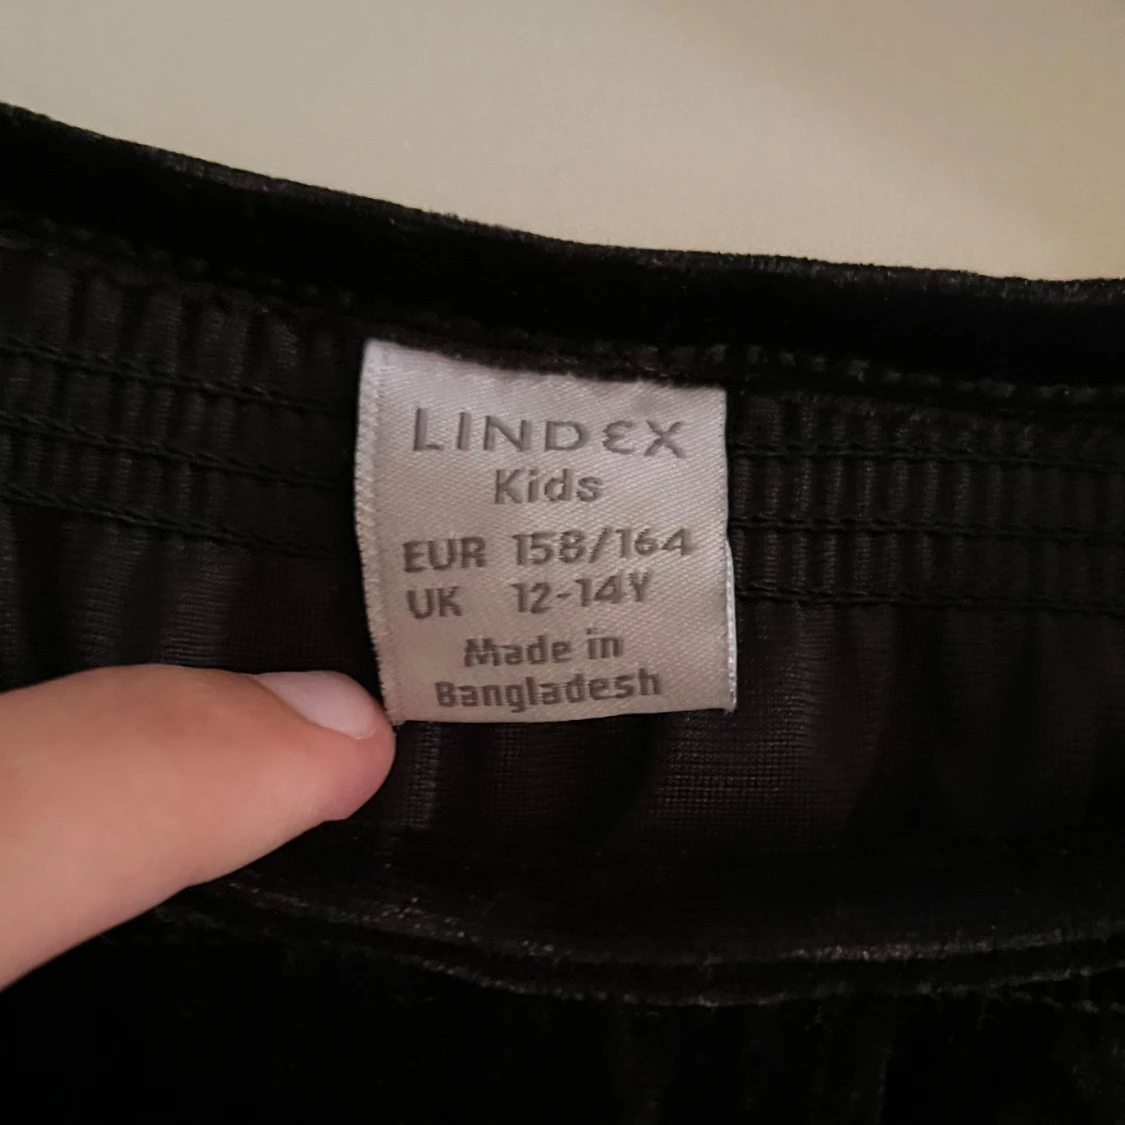 LINDEX
Kids
EUR 158/164
UK 12-14Y
Made in
Bangladesh